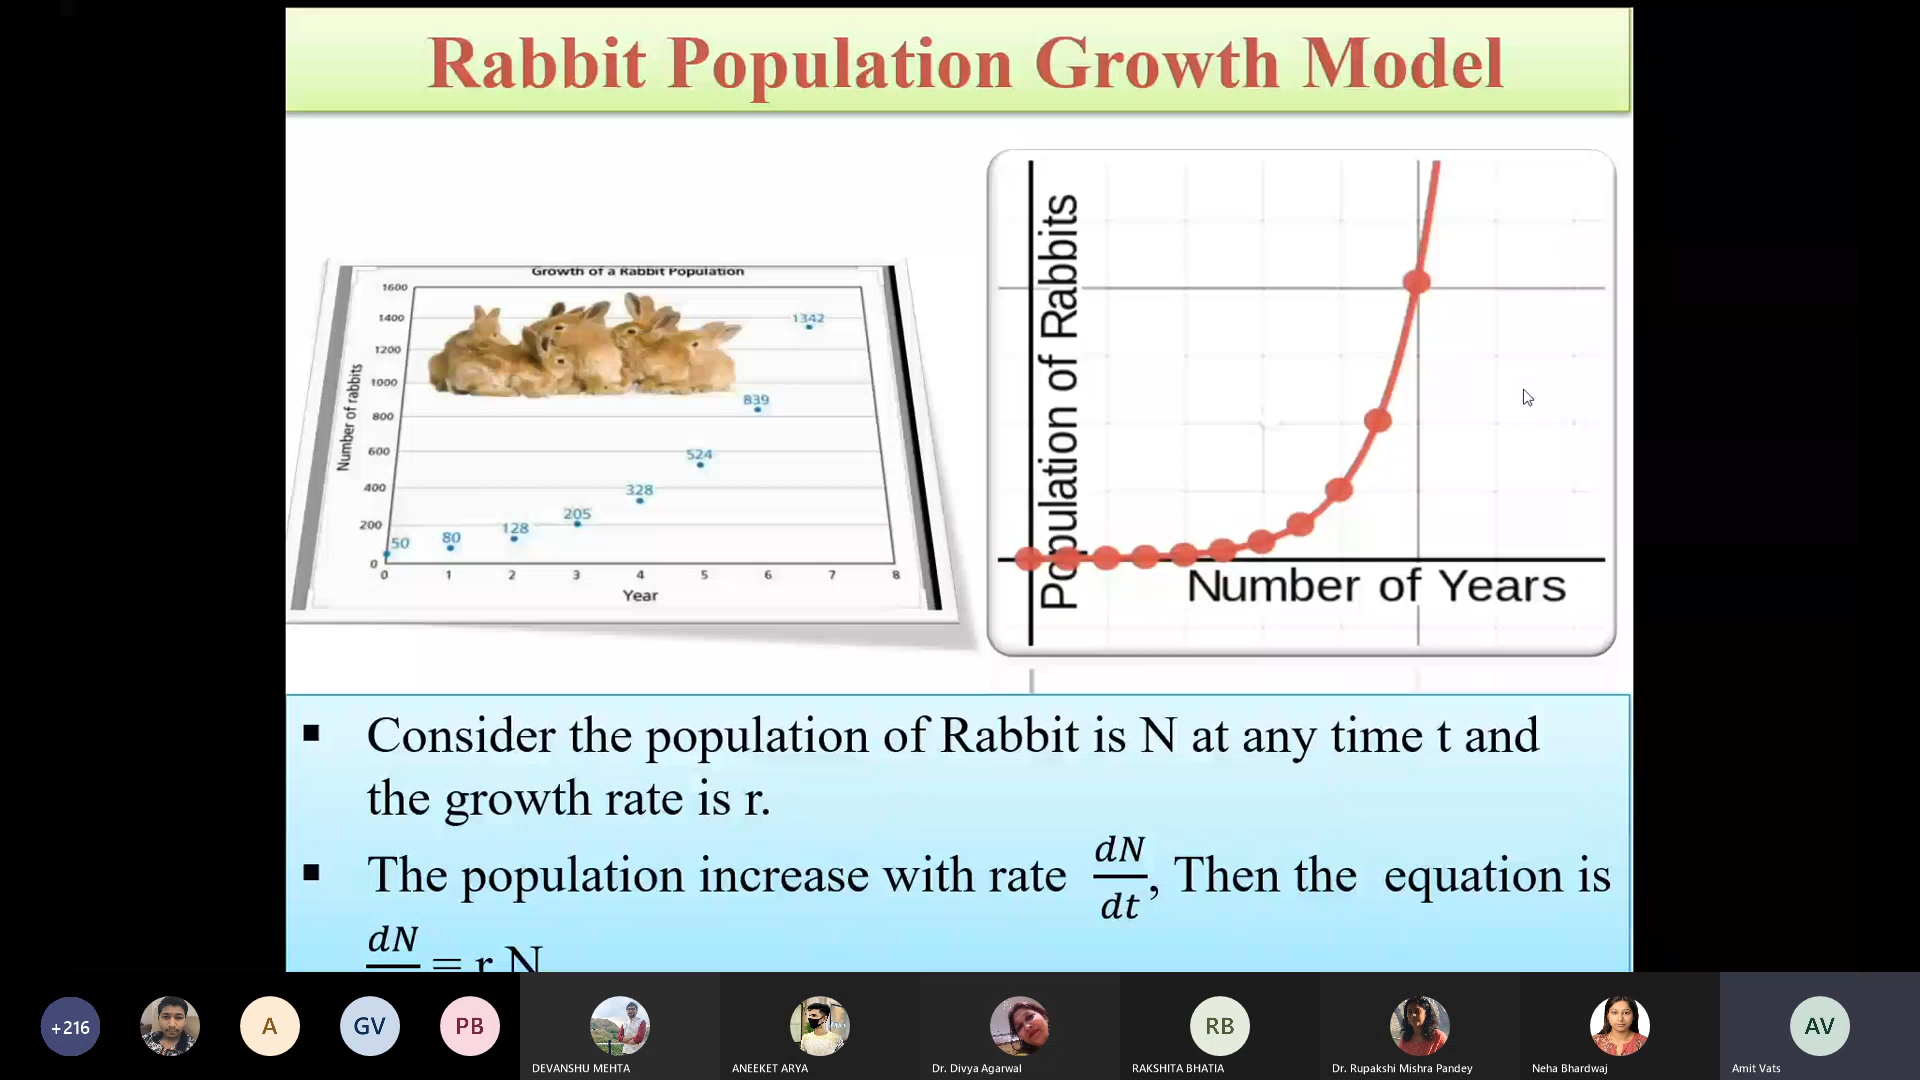 Rabbit Population Growth Model
Growth of a Rabbit Population
1600
1400
1200
1000
800
600
400
200
0
Number of rabbits
50
80
128
205
328
524
839
1342
0 1 2 3 4 5 6 7 8
Year
Population of Rabbits
Number of Years
▪ Consider the population of Rabbit is N at any time t and
the growth rate is r.
▪ The population increase with rate dN/dt, Then the equation is
dN
= r N
+216
A
GV
PB
DEVANSHU MEHTA
ANEEKET ARYA
Dr. Divya Agarwal
RB
RAKSHITA BHATIA
Dr. Rupakshi Mishra Pandey
Neha Bhardwaj
AV
Amit Vats